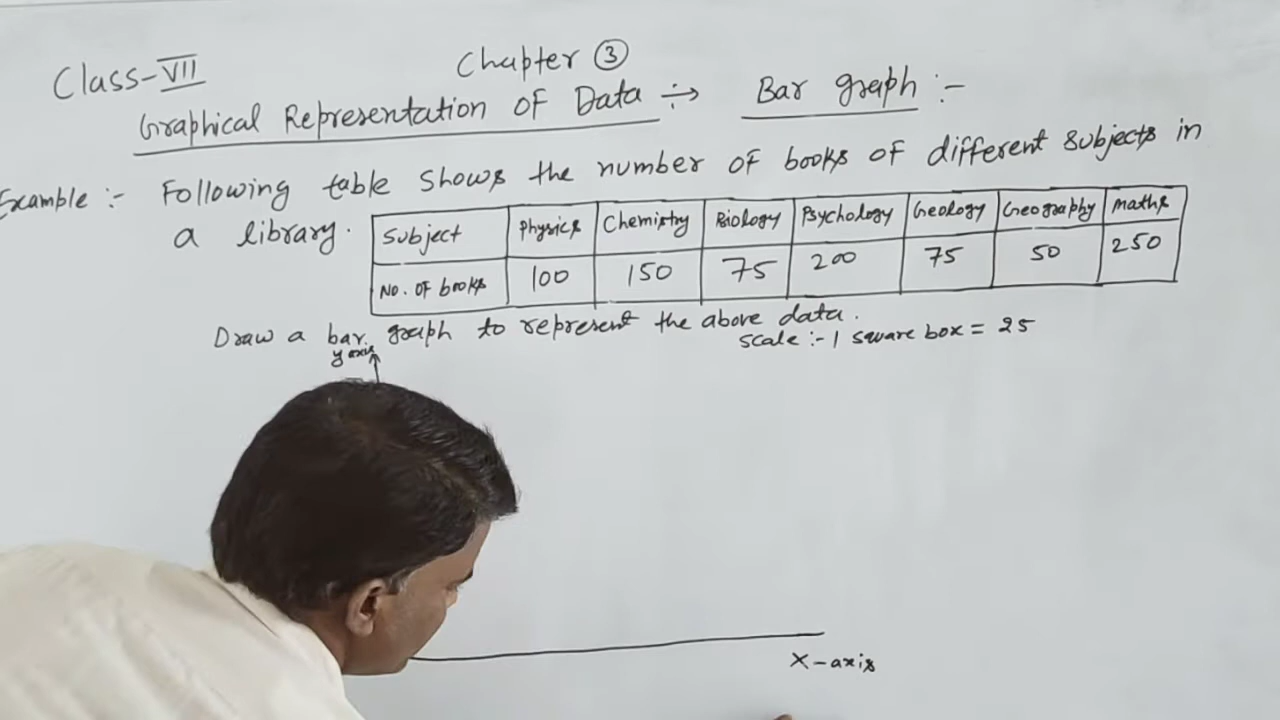 Class-VII
Chapter 3
Graphical Representation of Data ÷→ Bar graph :-
Example :- Following table shows the number of books of different subjects in
a library.
Subject Physics Chemistry Biology Psychology Geology Geography maths
No. of books 100 150 75 200 75 50 250
Draw a bar graph to represent the above data.
scale :- 1 square box = 25
y axis
X-axis